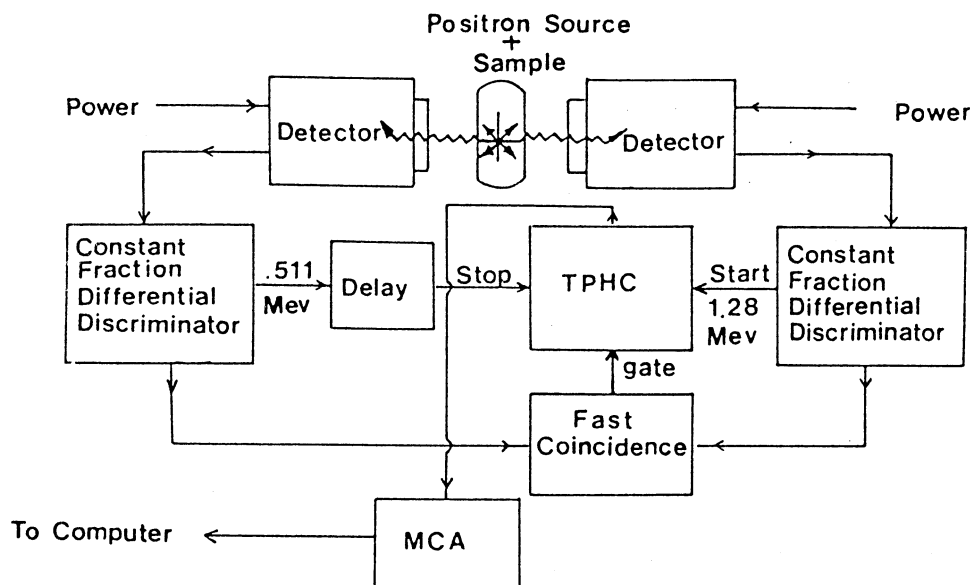 Positron Source
+
Sample
Power
Detector
Detector
Power
Constant
Fraction
Differential
Discriminator
.511
Mev
Delay
Stop
TPHC
Start
1.28
Mev
Constant
Fraction
Differential
Discriminator
gate
Fast
Coincidence
To Computer
MCA